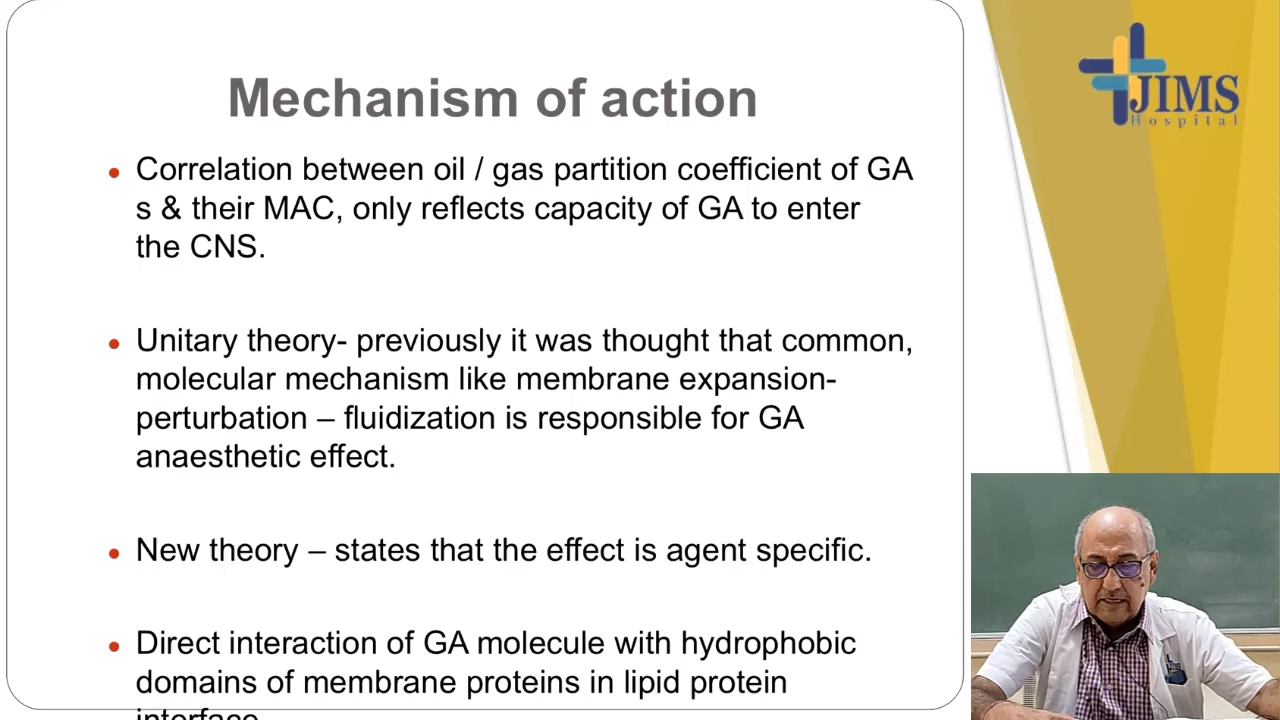 Mechanism of action
JIMS
Hospital
• Correlation between oil / gas partition coefficient of GA
s & their MAC, only reflects capacity of GA to enter
the CNS.
• Unitary theory- previously it was thought that common,
molecular mechanism like membrane expansion-
perturbation – fluidization is responsible for GA
anaesthetic effect.
• New theory – states that the effect is agent specific.
• Direct interaction of GA molecule with hydrophobic
domains of membrane proteins in lipid protein
interface